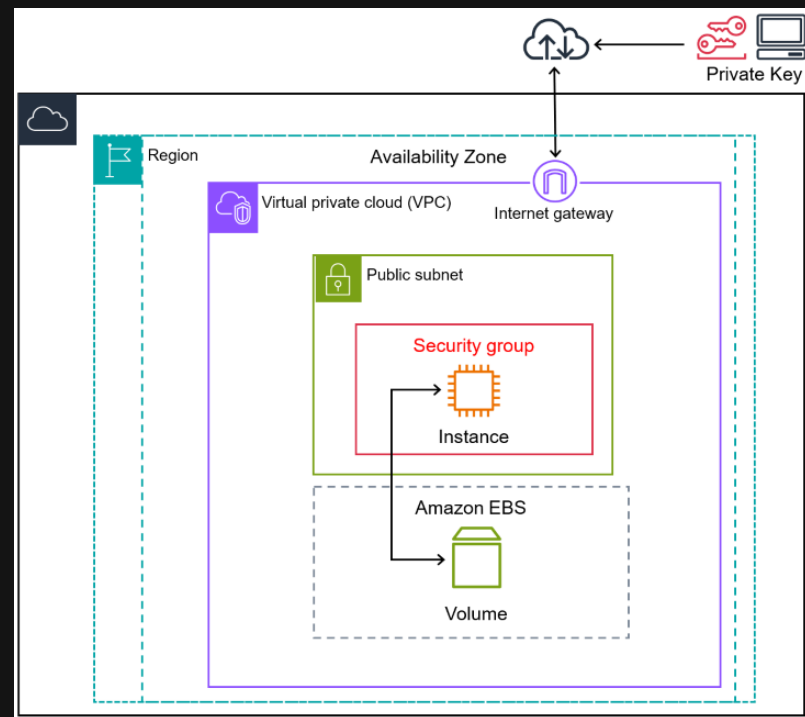 Private Key
Region
Availability Zone
Virtual private cloud (VPC)
Internet gateway
Public subnet
Security group
Instance
Amazon EBS
Volume